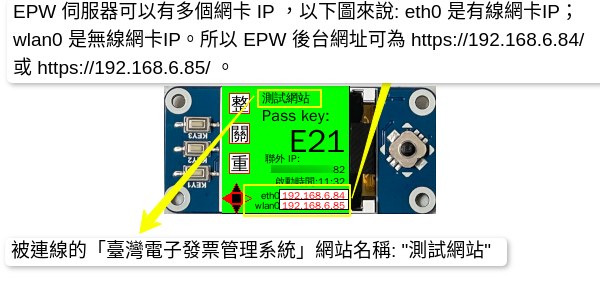 EPW 伺服器可以有多個網卡 IP ，以下圖來說: eth0 是有線網卡IP；
wlan0 是無線網卡IP。所以 EPW 後台網址可為 https://192.168.6.84/
或 https://192.168.6.85/ 。
整
測試網站
Pass key:
關
E21
重
聯外 IP:
82
啟動時間:11:32
eth0 192.168.6.84
wlan0 192.168.6.85
KEY3
KEY2
KEY1
被連線的「臺灣電子發票管理系統」網站名稱: "測試網站"